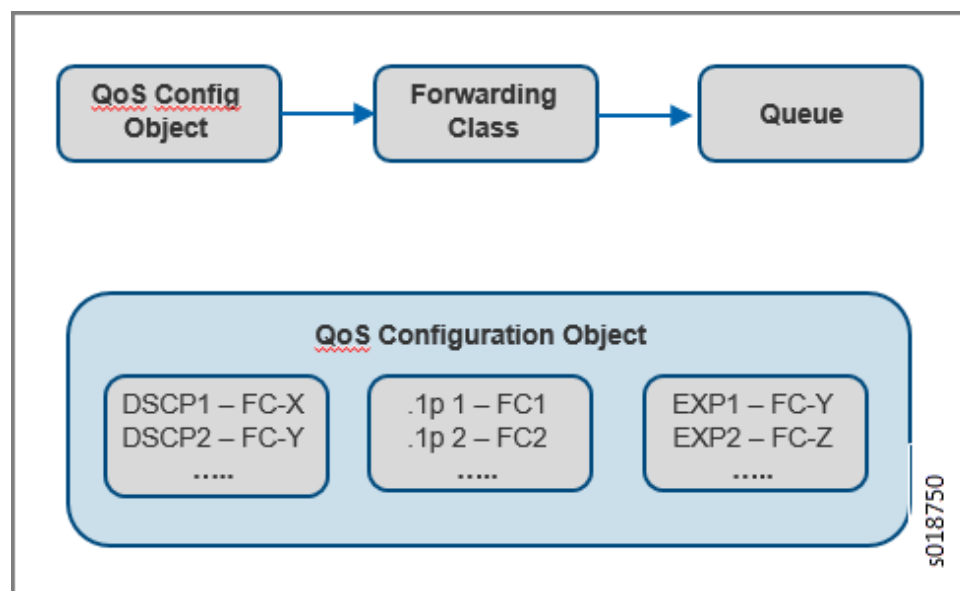 QoS Config
Object
Forwarding
Class
Queue
QoS Configuration Object
DSCP1 – FC-X
DSCP2 – FC-Y
.....
.1p 1 – FC1
.1p 2 – FC2
.....
EXP1 – FC-Y
EXP2 – FC-Z
.....
s018750